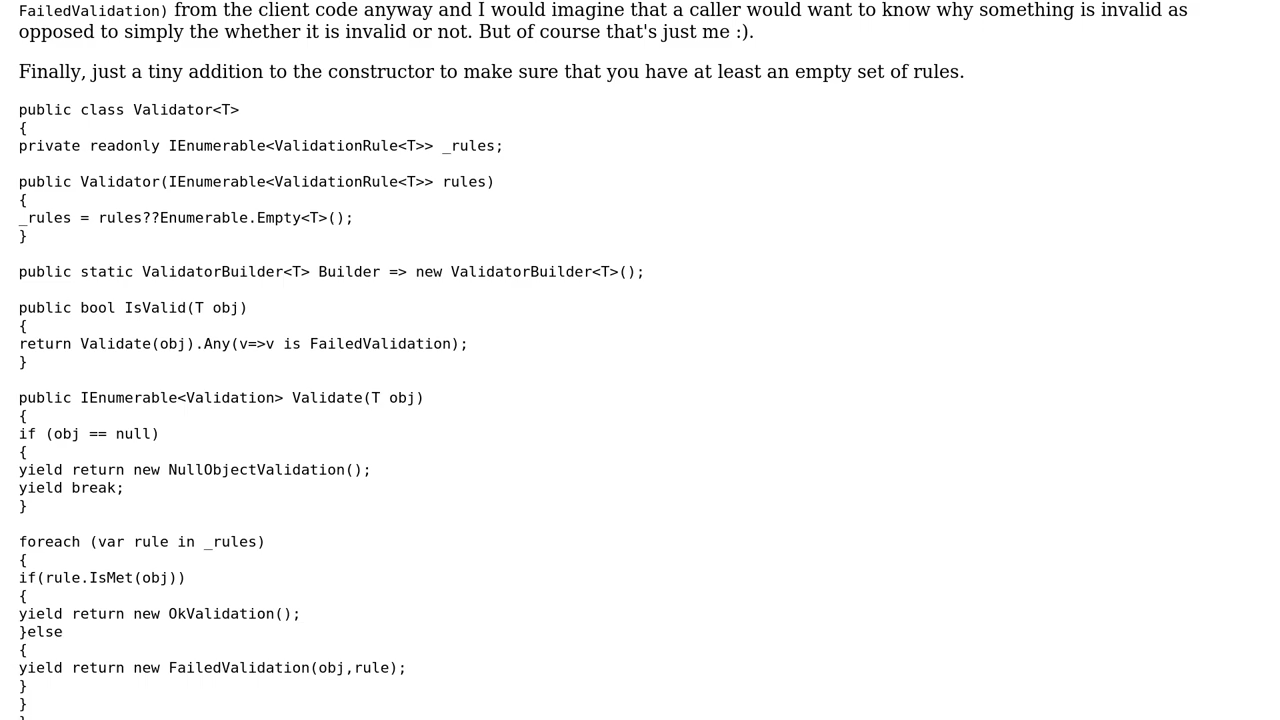 FailedValidation) from the client code anyway and I would imagine that a caller would want to know why something is invalid as
opposed to simply the whether it is invalid or not. But of course that's just me :).
Finally, just a tiny addition to the constructor to make sure that you have at least an empty set of rules.
public class Validator<T>
{
private readonly IEnumerable<ValidationRule<T>> _rules;
public Validator(IEnumerable<ValidationRule<T>> rules)
{
_rules = rules??Enumerable.Empty<T>();
}
public static ValidatorBuilder<T> Builder => new ValidatorBuilder<T>();
public bool IsValid(T obj)
{
return Validate(obj).Any(v=>v is FailedValidation);
}
public IEnumerable<Validation> Validate(T obj)
{
if (obj == null)
{
yield return new NullObjectValidation();
yield break;
}
foreach (var rule in _rules)
{
if(rule.IsMet(obj))
{
yield return new OkValidation();
}else
{
yield return new FailedValidation(obj,rule);
}
}